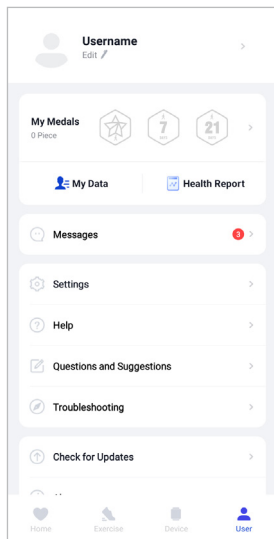 Username
Edit
My Medals
0 Piece
7
21
My Data
Health Report
Messages
3
Settings
Help
Questions and Suggestions
Troubleshooting
Check for Updates
Home
Exercise
Device
User